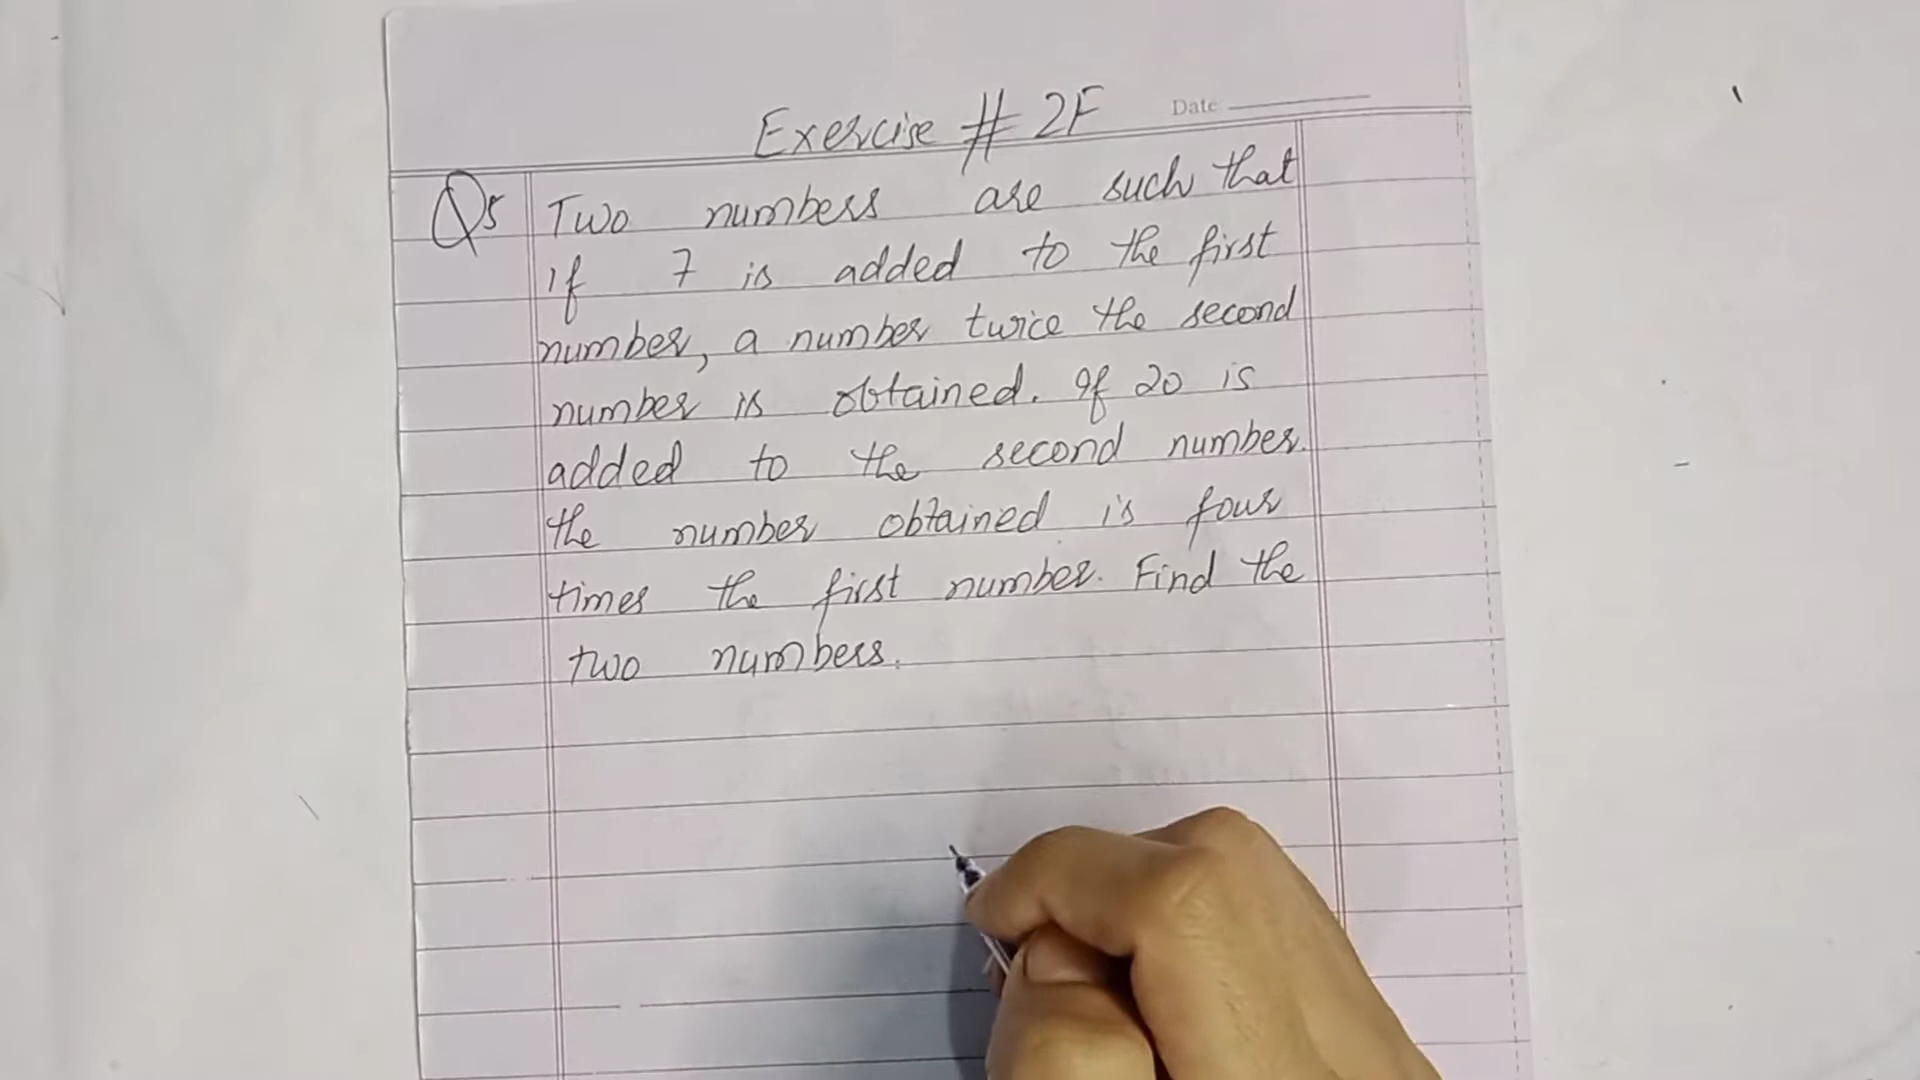 Exercise # 2F
Date
Q5 Two numbers are such that
if 7 is added to the first
number, a number twice the second
number is obtained. If 20 is
added to the second number.
the number obtained is four
times the first number. Find the
two numbers.